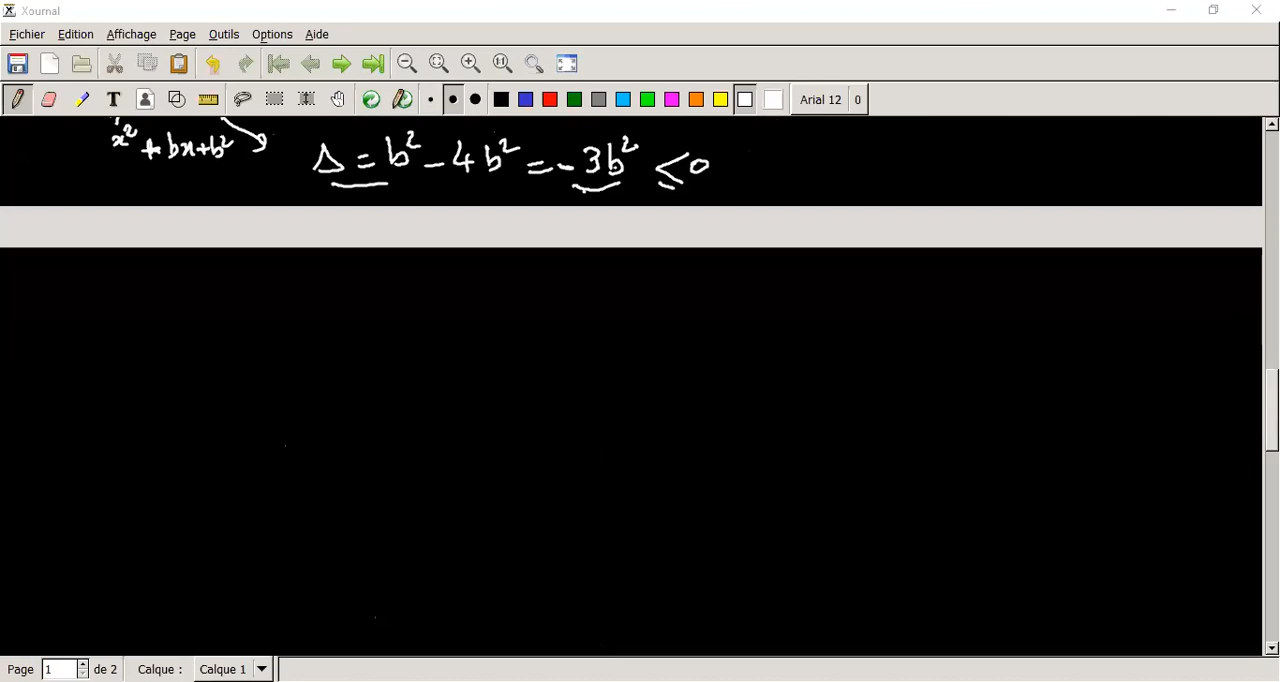 Xournal
Fichier Edition Affichage Page Outils Options Aide
T Arial 12 0
x² + bx+b² Δ = b² - 4b² = -3b² ≤ 0
Page 1 de 2 Calque : Calque 1